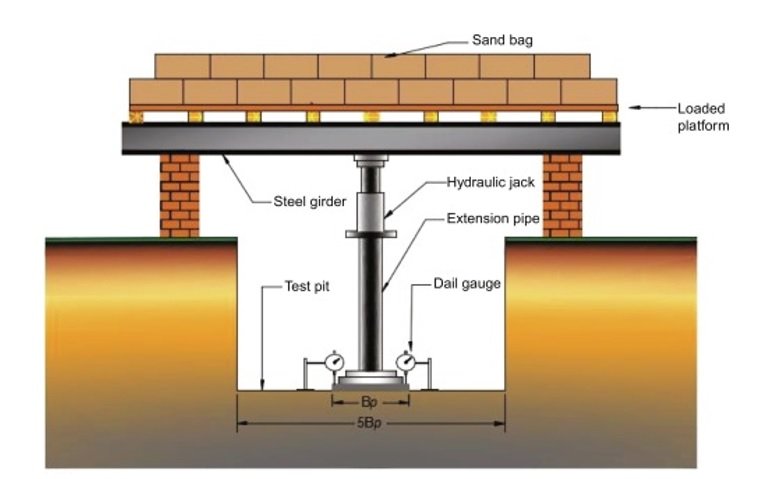 Sand bag
Loaded
platform
Hydraulic jack
Steel girder
Extension pipe
Test pit
Dail gauge
Bp
5Bp